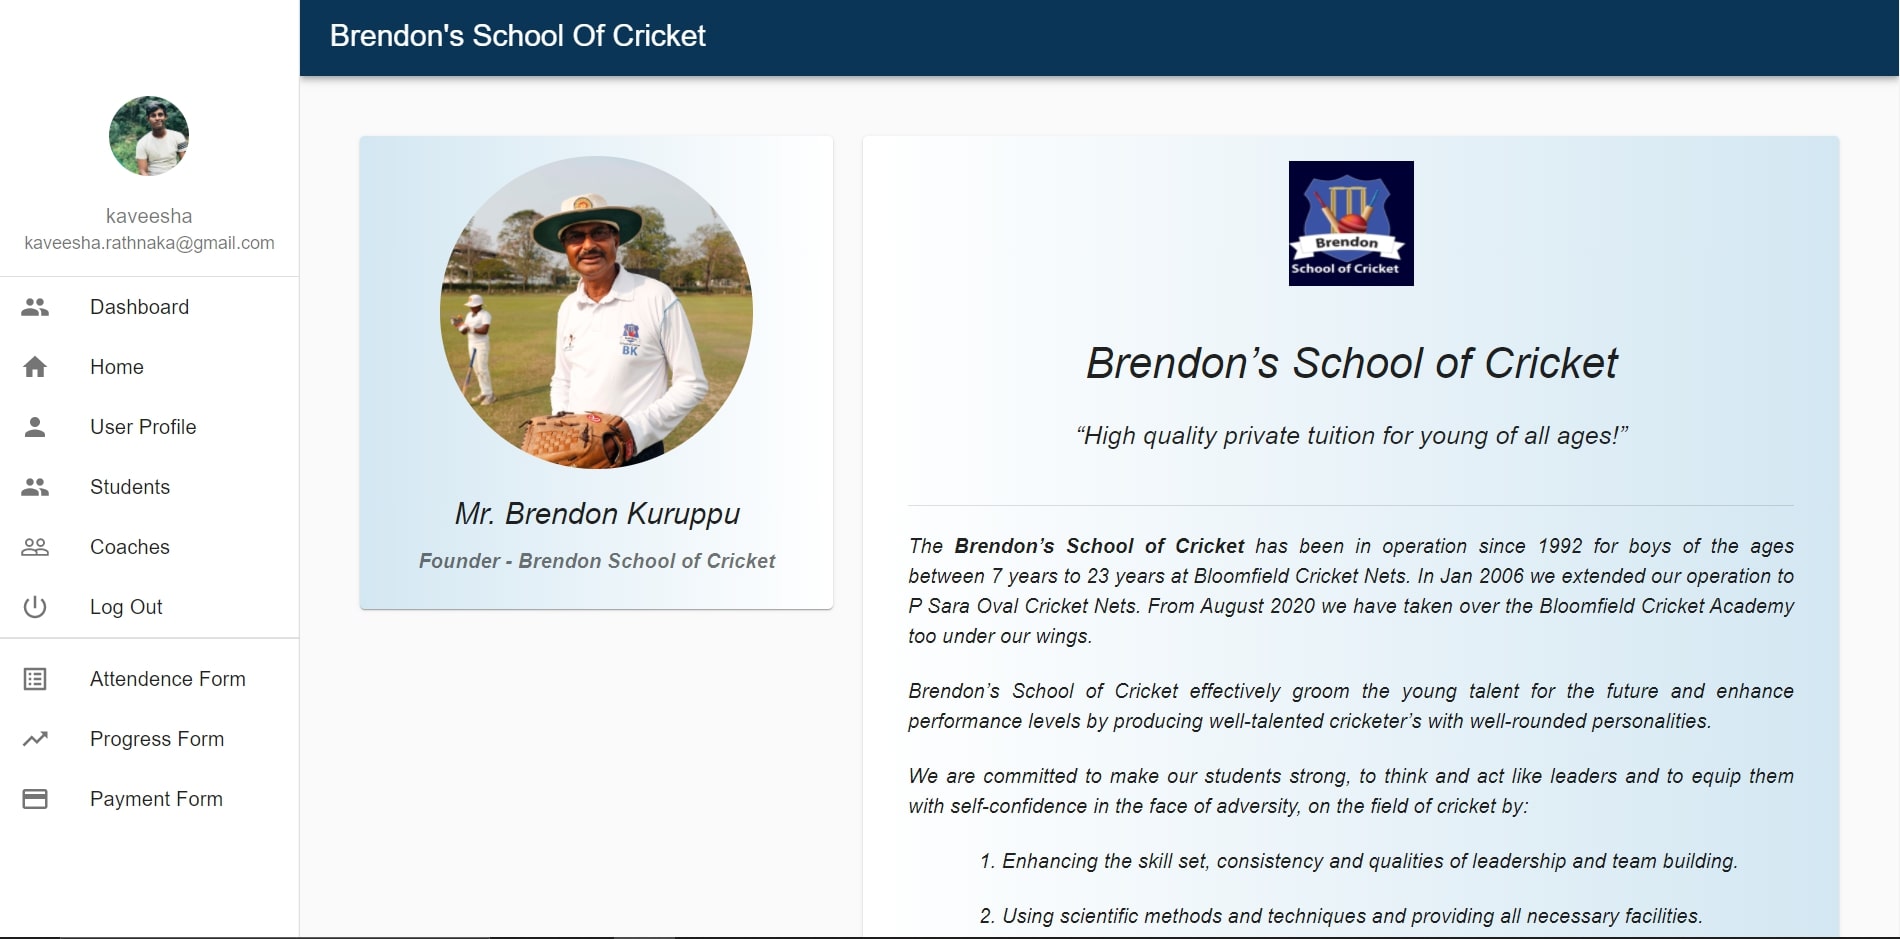 Brendon's School Of Cricket
kaveesha
kaveesha.rathnaka@gmail.com
Dashboard
Home
User Profile
Students
Coaches
Log Out
Attendence Form
Progress Form
Payment Form
BK
Mr. Brendon Kuruppu
Founder - Brendon School of Cricket
Brendon
School of Cricket
Brendon’s School of Cricket
“High quality private tuition for young of all ages!”
The Brendon’s School of Cricket has been in operation since 1992 for boys of the ages
between 7 years to 23 years at Bloomfield Cricket Nets. In Jan 2006 we extended our operation to
P Sara Oval Cricket Nets. From August 2020 we have taken over the Bloomfield Cricket Academy
too under our wings.
Brendon’s School of Cricket effectively groom the young talent for the future and enhance
performance levels by producing well-talented cricketer’s with well-rounded personalities.
We are committed to make our students strong, to think and act like leaders and to equip them
with self-confidence in the face of adversity, on the field of cricket by:
1. Enhancing the skill set, consistency and qualities of leadership and team building.
2. Using scientific methods and techniques and providing all necessary facilities.